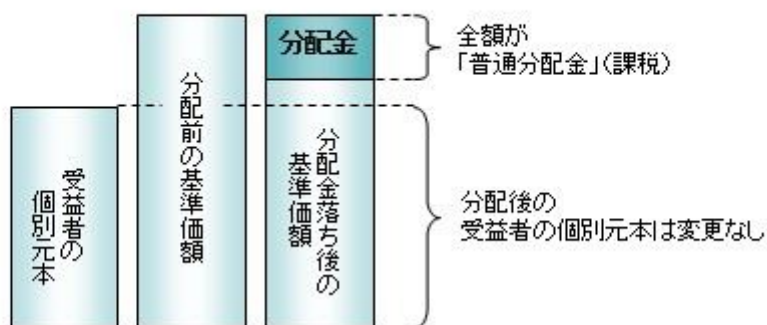 受益者の
個別元本
分配前の基準価額
分配金
分配金落ち後の
基準価額
全額が
「普通分配金」(課税)
分配後の
受益者の個別元本は変更なし